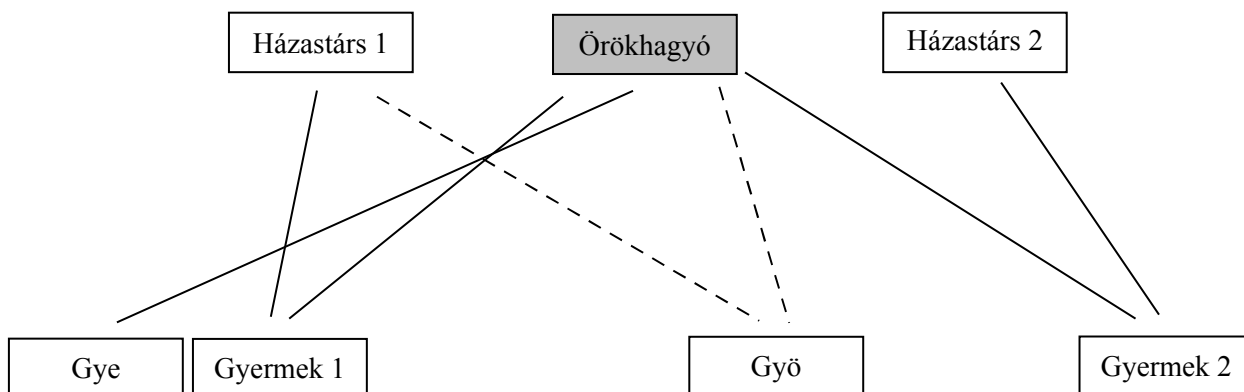 Házastárs 1
Örökhagyó
Házastárs 2
Gye
Gyermek 1
Gyö
Gyermek 2